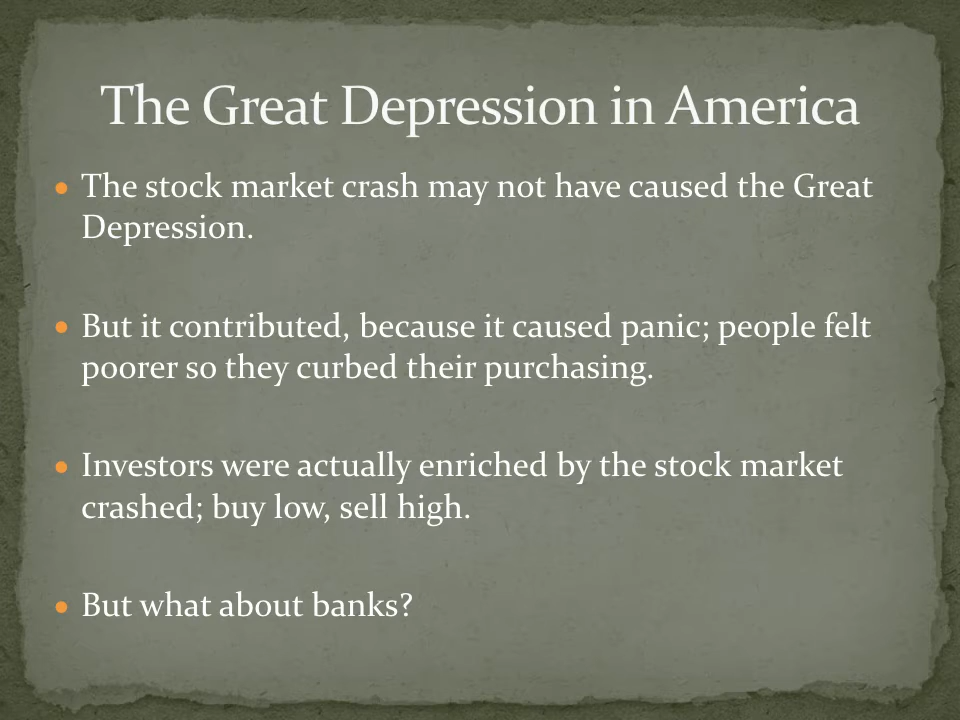 The Great Depression in America
• The stock market crash may not have caused the Great
Depression.
• But it contributed, because it caused panic; people felt
poorer so they curbed their purchasing.
• Investors were actually enriched by the stock market
crashed; buy low, sell high.
• But what about banks?